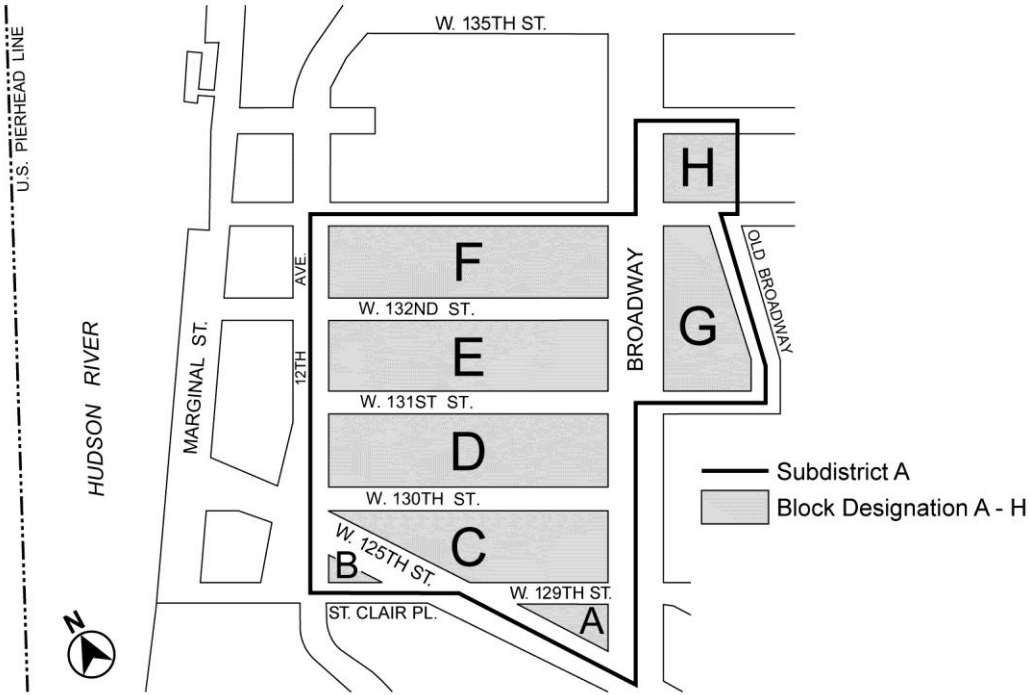 W. 135TH ST.
U.S. PIERHEAD LINE
H
BROADWAY
OLD BROADWAY
F
AVE.
W. 132ND ST.
G
E
12TH
MARGINAL ST.
HUDSON RIVER
W. 131ST ST.
D
Subdistrict A
W. 130TH ST.
Block Designation A - H
C
W. 125TH ST.
B
W. 129TH ST.
ST. CLAIR PL.
A
N